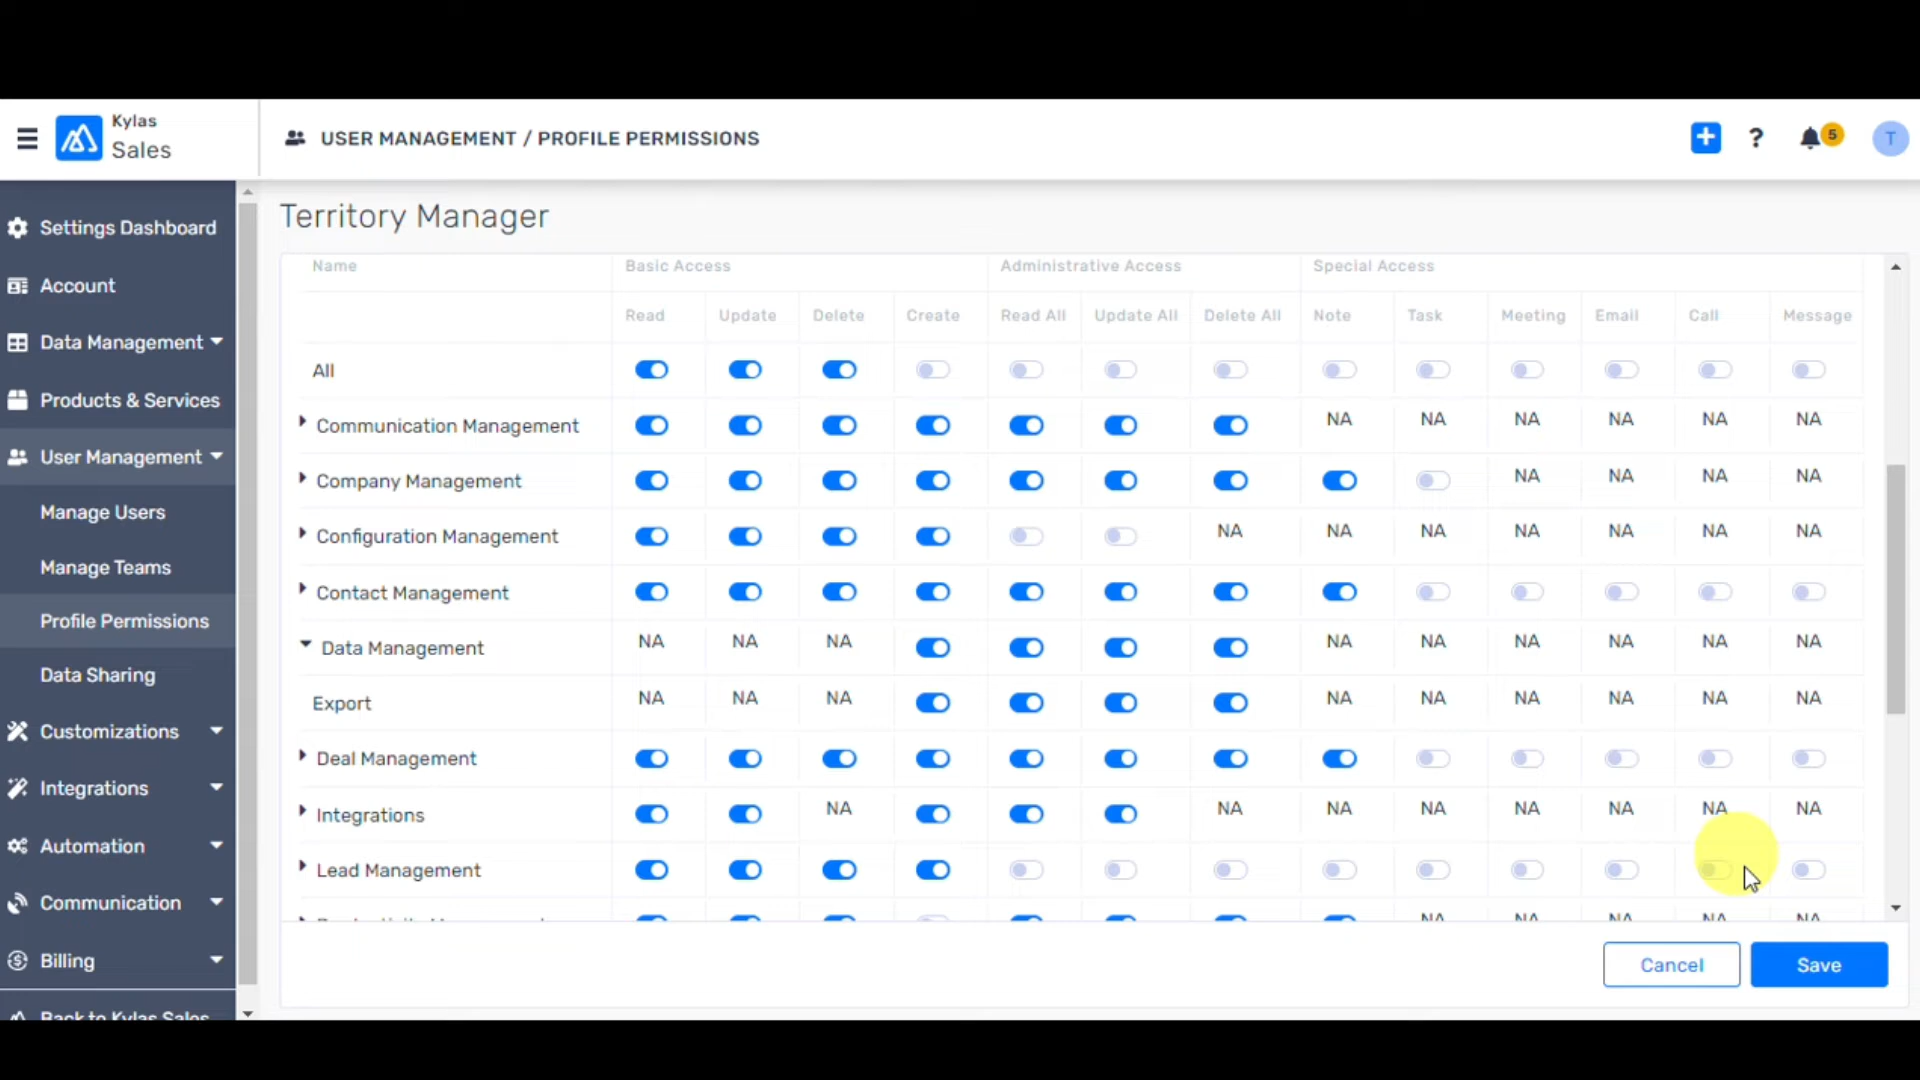 Kylas
Sales
USER MANAGEMENT / PROFILE PERMISSIONS
?
5
T
Settings Dashboard
Account
Data Management
Products & Services
User Management
Manage Users
Manage Teams
Profile Permissions
Data Sharing
Customizations
Integrations
Automation
Communication
Billing
Back to Kylas Sales
Territory Manager
Name Basic Access Administrative Access Special Access
Read Update Delete Create Read All Update All Delete All Note Task Meeting Email Call Message
All
Communication Management NA NA NA NA NA NA
Company Management NA NA NA NA
Configuration Management NA NA NA NA NA NA NA
Contact Management
Data Management NA NA NA NA NA NA NA NA NA
Export NA NA NA NA NA NA NA NA NA
Deal Management
Integrations NA NA NA NA NA NA NA NA
Lead Management
NA NA NA NA NA
Cancel Save